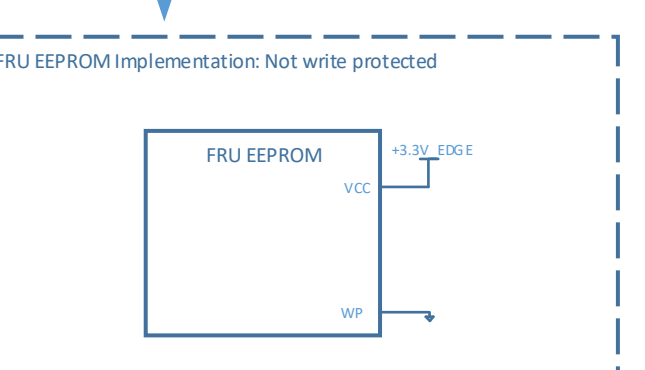 FRU EEPROM Implementation: Not write protected
FRU EEPROM
+3.3V_EDGE
VCC
WP